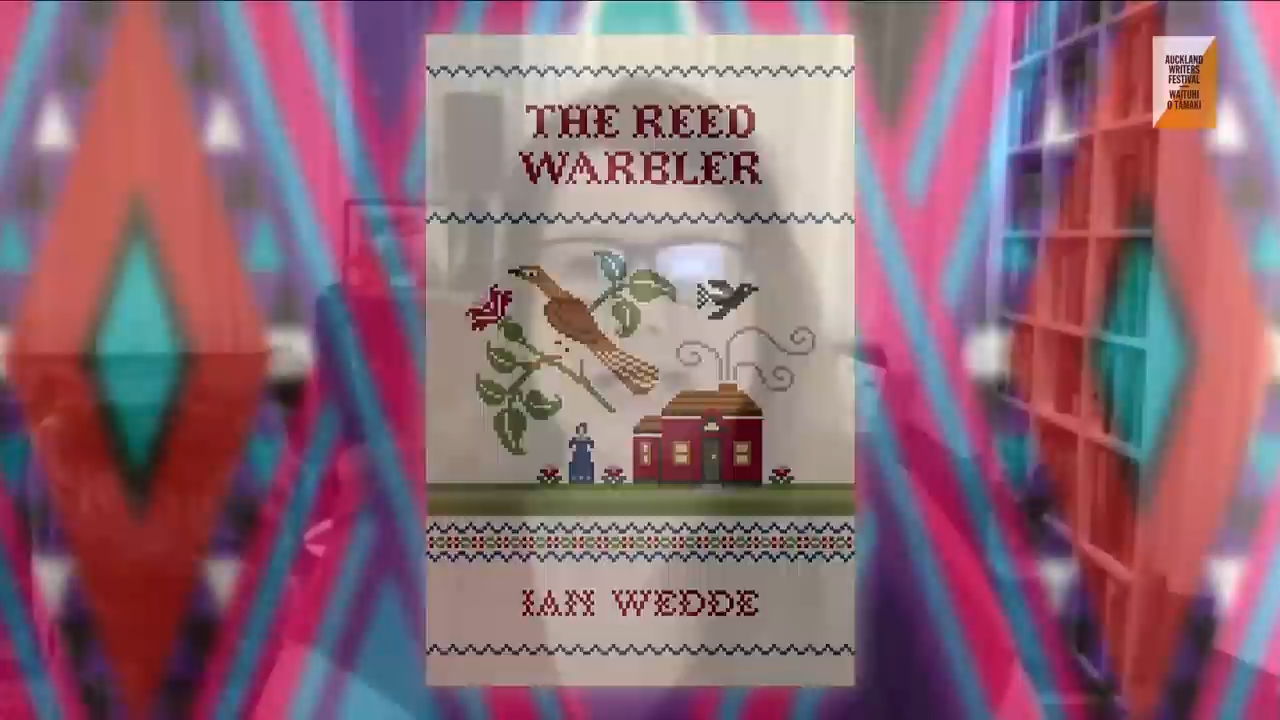 THE REED
WARBLER
IAN WEDDE
AUCKLAND
WRITERS
FESTIVAL
WAITUHI
O TĀMAKI